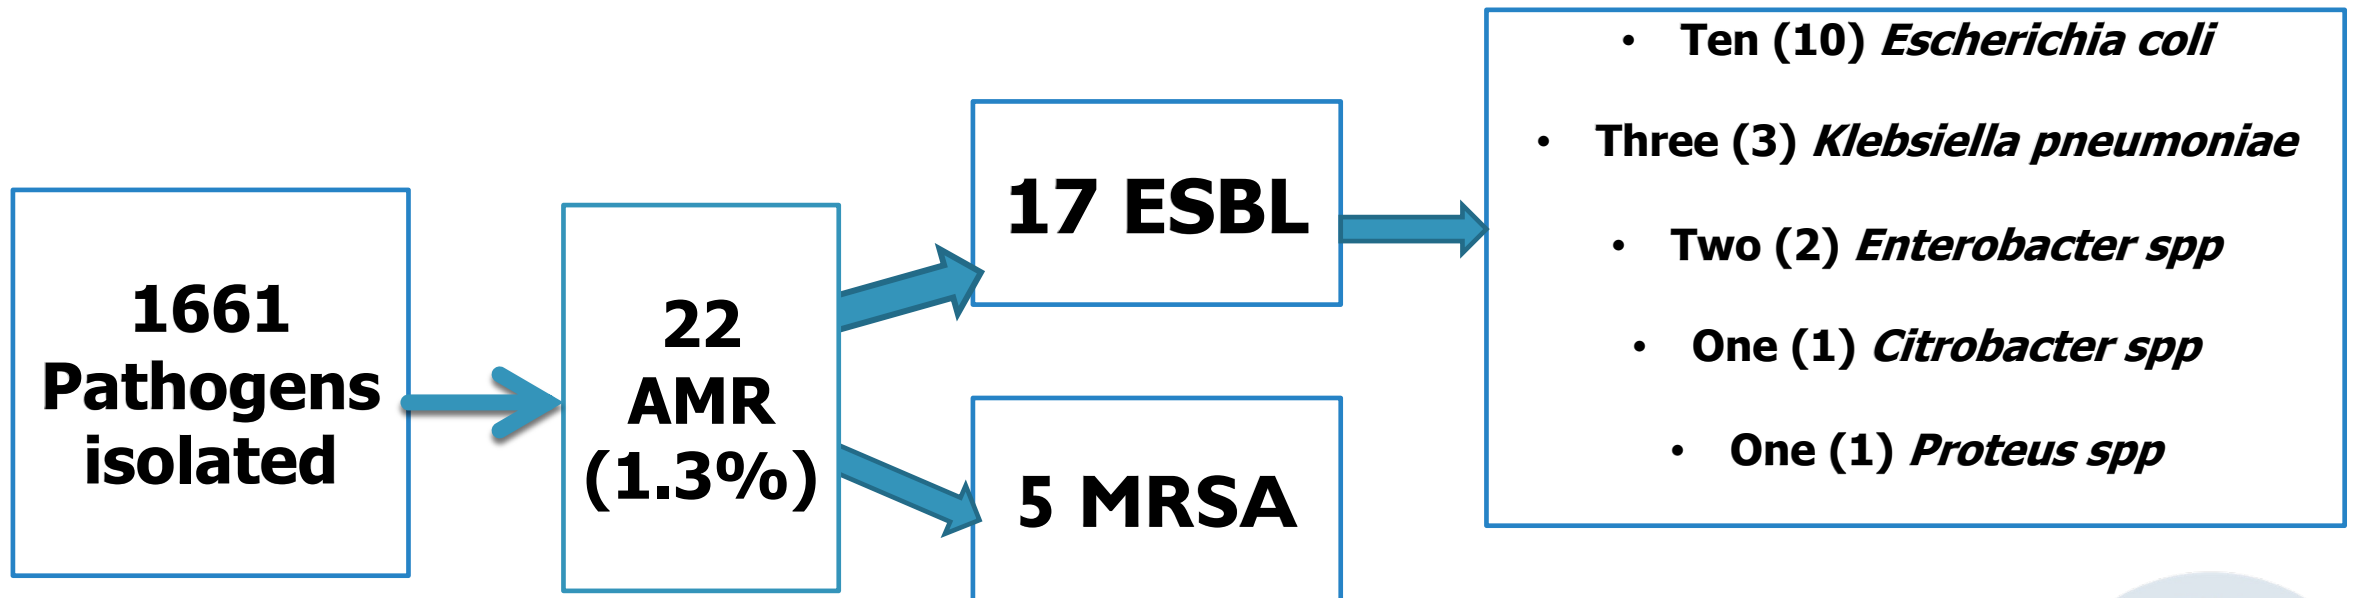 1661
Pathogens
isolated
22
AMR
(1.3%)
17 ESBL
5 MRSA
• Ten (10) Escherichia coli
• Three (3) Klebsiella pneumoniae
• Two (2) Enterobacter spp
• One (1) Citrobacter spp
• One (1) Proteus spp